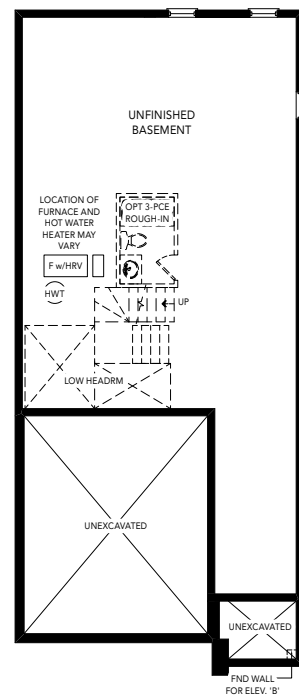 UNFINISHED
BASEMENT
LOCATION OF
FURNACE AND
HOT WATER
HEATER MAY
VARY
OPT 3-PCE
ROUGH-IN
F w/HRV
HWT
UP
LOW HEADRM
UNEXCAVATED
UNEXCAVATED
FND WALL
FOR ELEV. 'B'